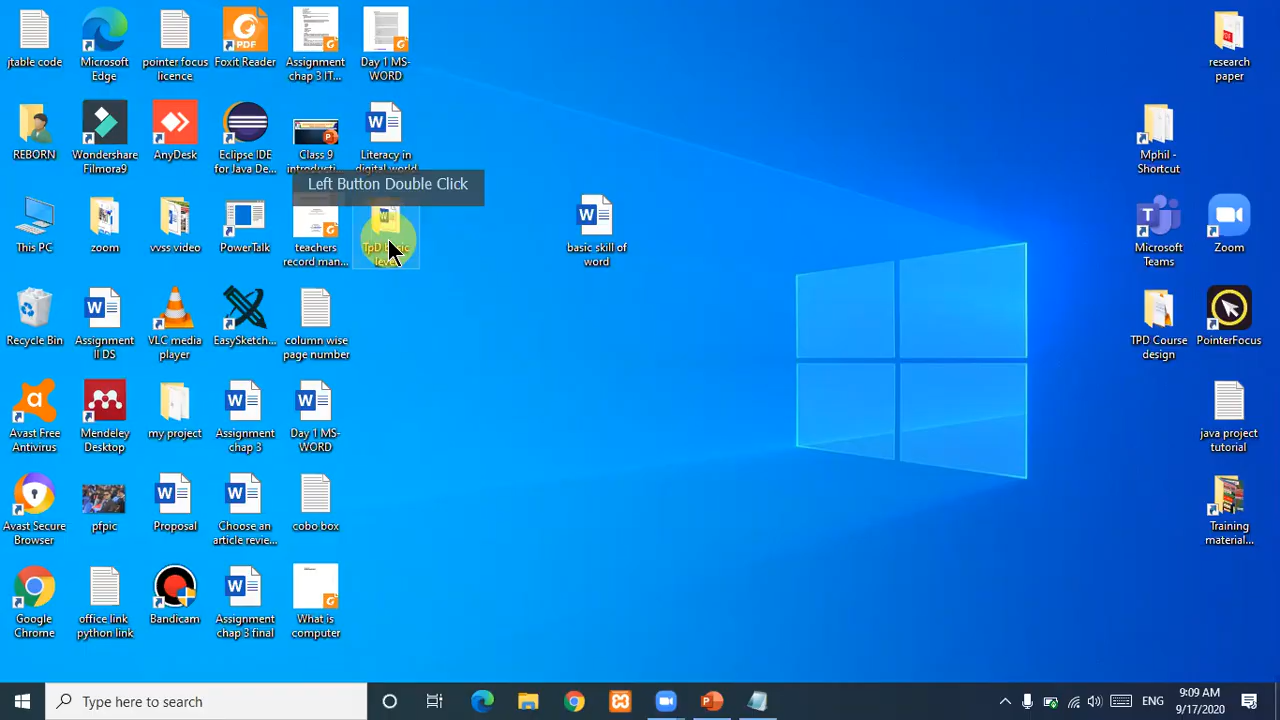 jtable code
Microsoft
Edge
pointer focus
licence
PDF
Foxit Reader
Assignment
chap 3 IT...
Day 1 MS-
WORD
research
paper
REBORN
Wondershare
Filmora9
AnyDesk
Eclipse IDE
for Java De...
Class 9
introducti...
Literacy in
digital world
Mphil -
Shortcut
Left Button Double Click
This PC
zoom
vvss video
PowerTalk
teachers
record man...
basic skill of
word
Microsoft
Teams
Zoom
Recycle Bin
Assignment
II DS
VLC media
player
EasySketch...
column wise
page number
TPD Course
design
PointerFocus
Avast Free
Antivirus
Mendeley
Desktop
my project
Assignment
chap 3
Day 1 MS-
WORD
java project
tutorial
Avast Secure
Browser
pfpic
Proposal
Choose an
article revie...
cobo box
Training
material...
Google
Chrome
office link
python link
Bandicam
Assignment
chap 3 final
What is
computer
Type here to search
ENG
9:09 AM
9/17/2020